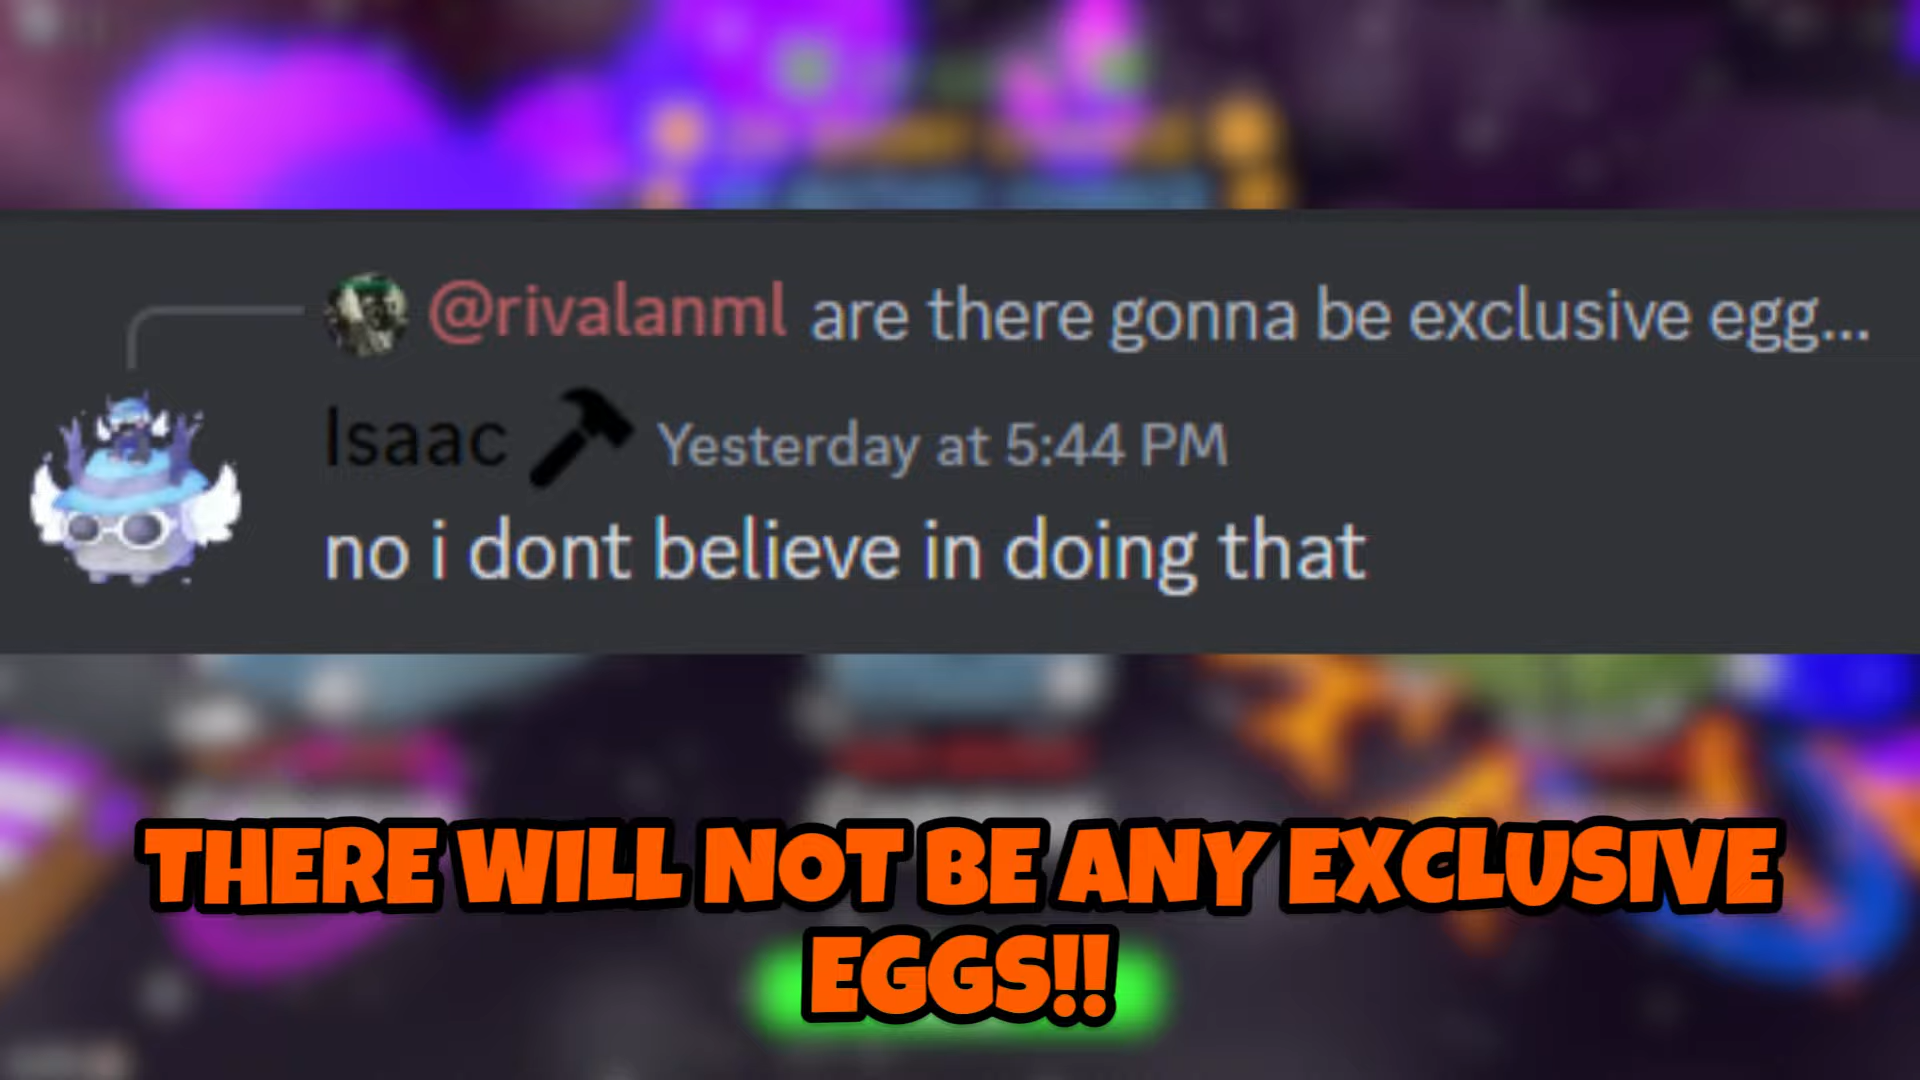 @rivalanml are there gonna be exclusive egg...
Isaac Yesterday at 5:44 PM
no i dont believe in doing that
THERE WILL NOT BE ANY EXCLUSIVE
EGGS!!